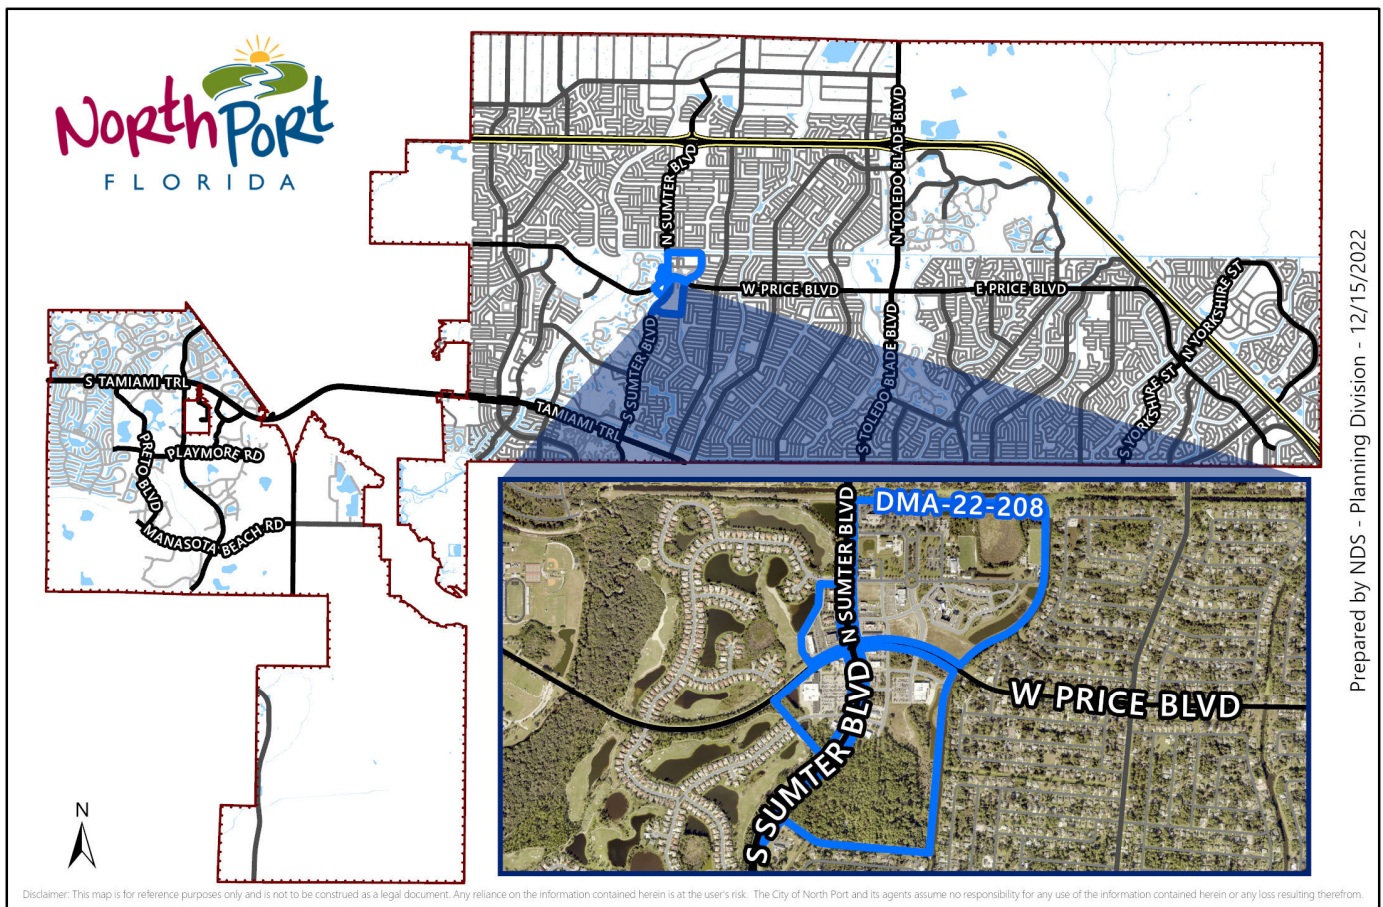 North Port
FLORIDA
N SUMTER BLVD
N TOLEDO BLADE BLVD
W PRICE BLVD
E PRICE BLVD
N YORKSHIRE ST
S YORKSHIRE ST
S SUMTER BLVD
S TOLEDO BLADE BLVD
TAMIAMI TRL
S TAMIAMI TRL
PLAYMORE RD
PRETO BLVD
MANASOTA BEACH RD
DMA-22-208
N SUMTER BLVD
N SUMTER BLVD
W PRICE BLVD
S SUMTER BLVD
N
Prepared by NDS - Planning Division - 12/15/2022
Disclaimer: This map is for reference purposes only and is not to be construed as a legal document. Any reliance on the information contained herein is at the user's risk. The City of North Port and its agents assume no responsibility for any use of the information contained herein or any loss resulting therefrom.